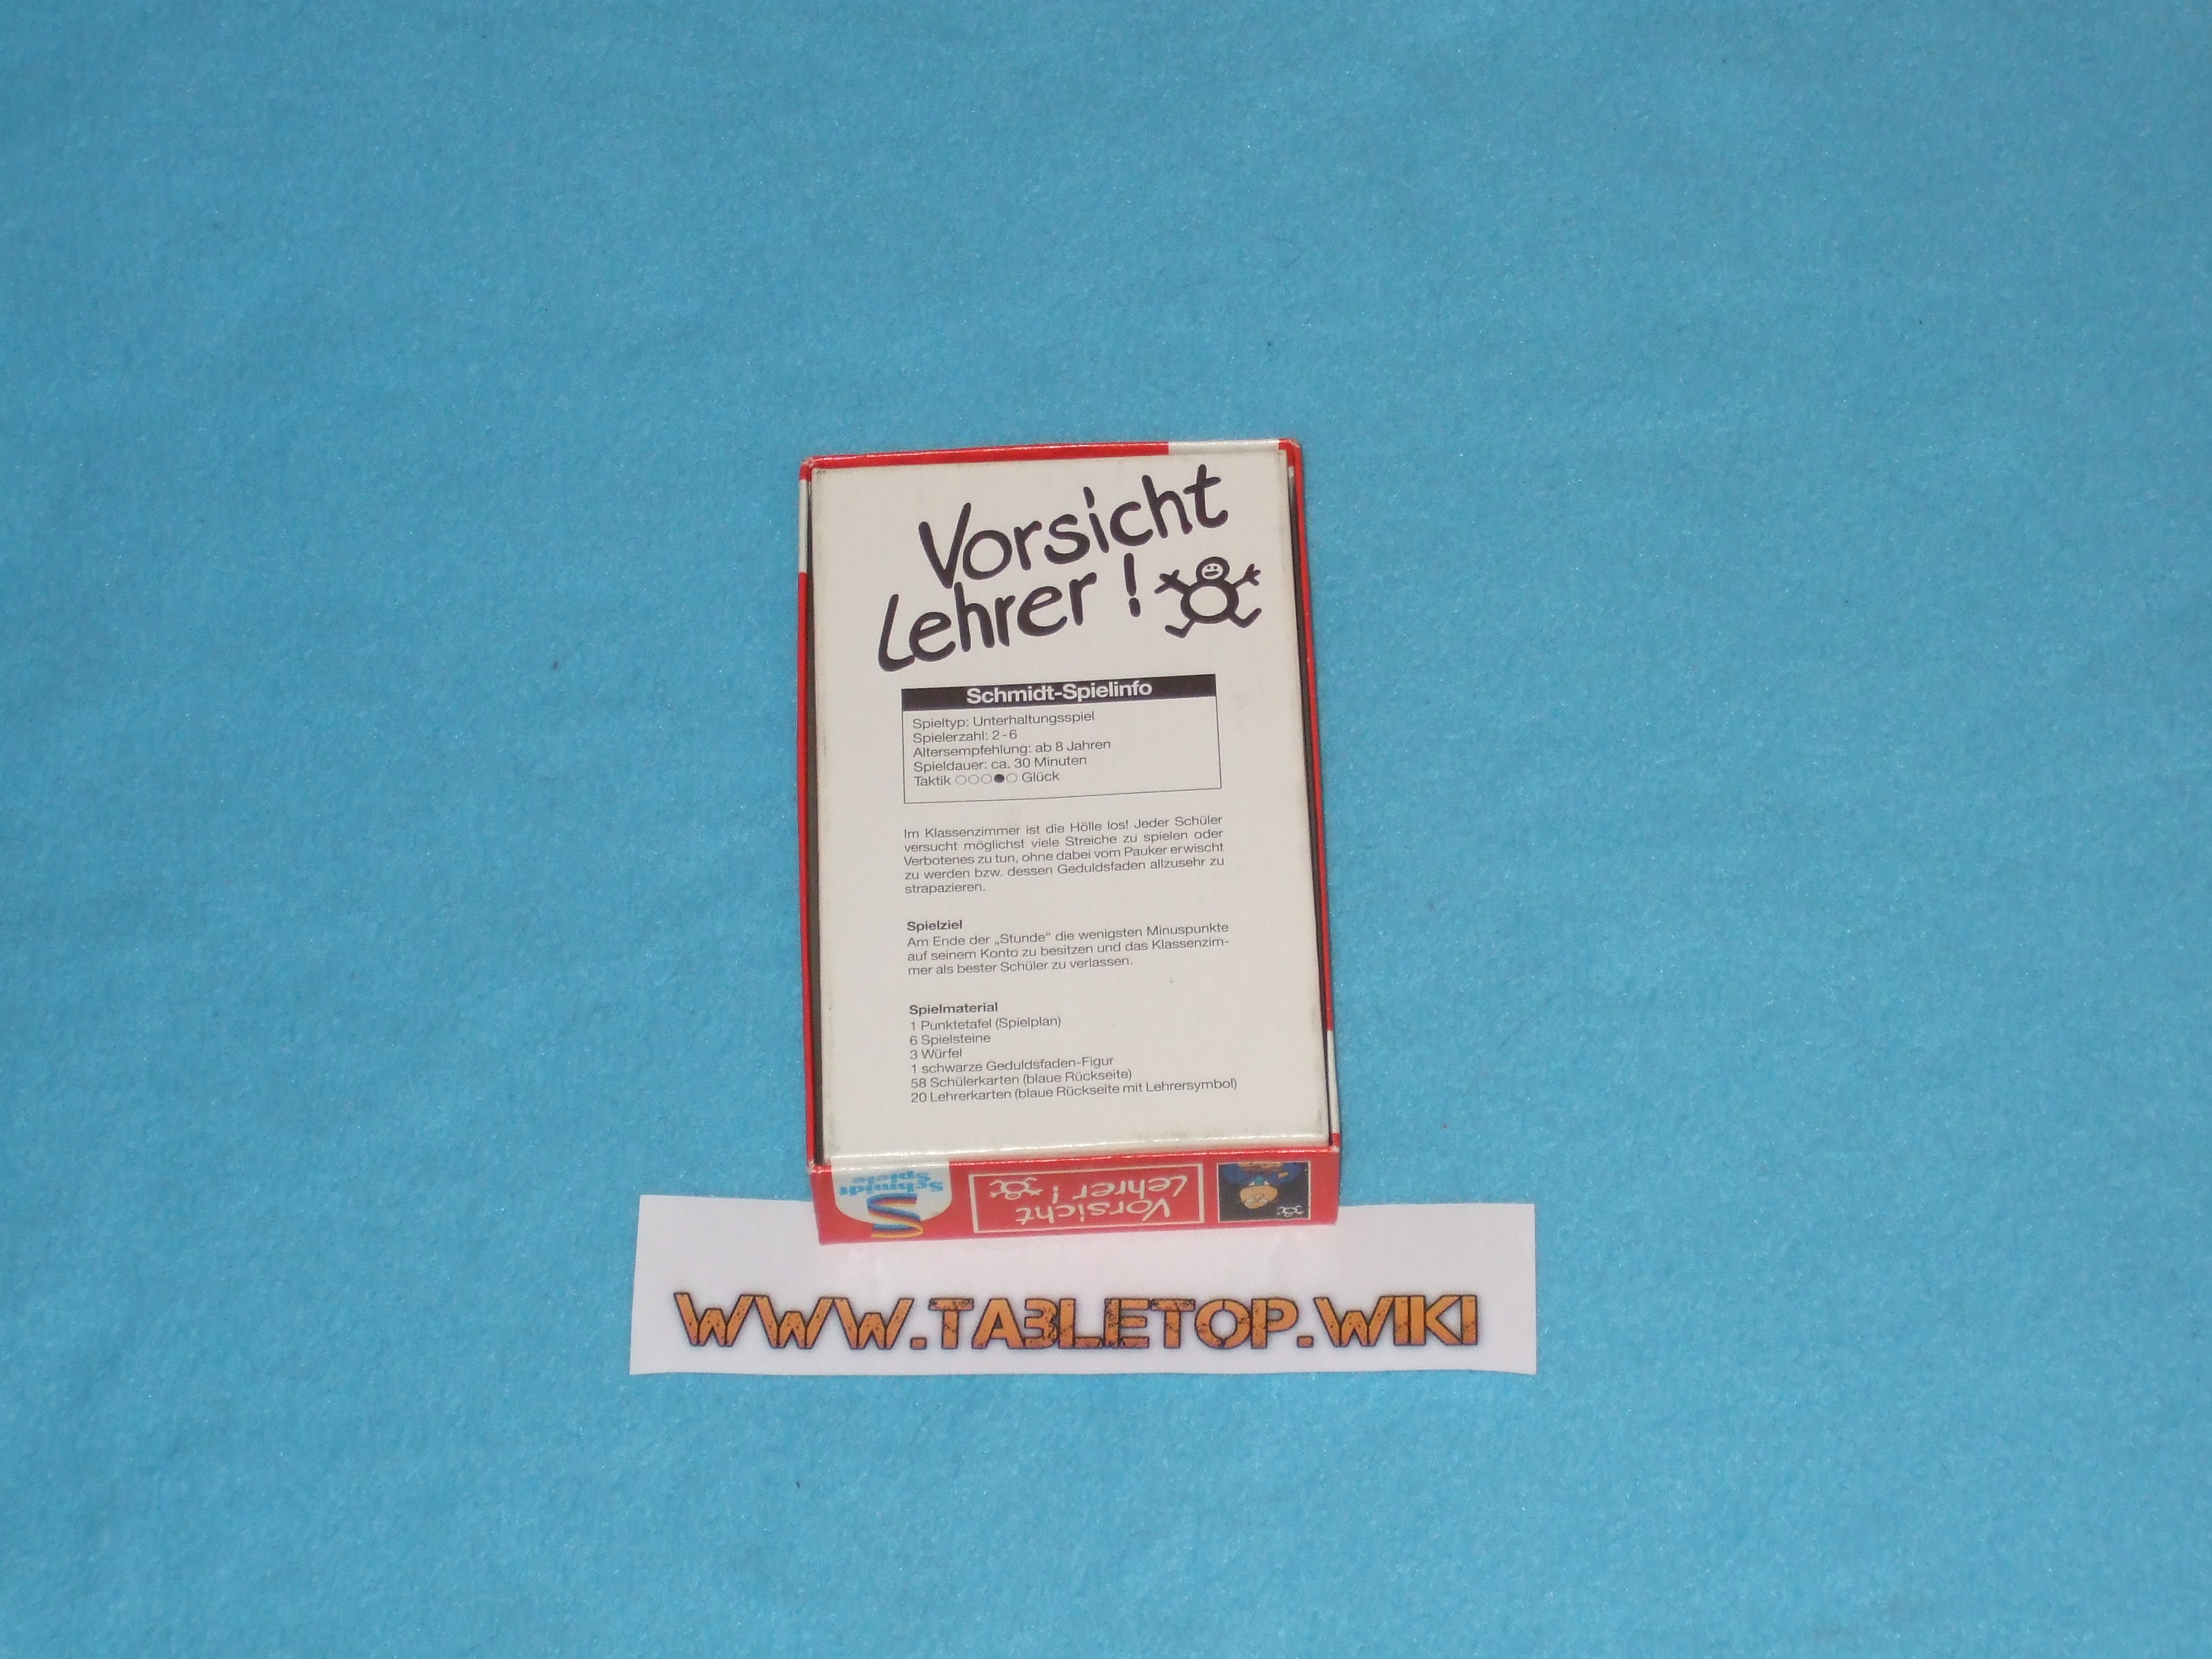 Vorsicht
Lehrer !
Schmidt-Spielinfo
Spieltyp: Unterhaltungsspiel
Spielerzahl: 2-6
Altersempfehlung: ab 8 Jahren
Spieldauer: ca. 30 Minuten
Taktik ○○○●○ Glück
Im Klassenzimmer ist die Hölle los! Jeder Schüler
versucht möglichst viele Streiche zu spielen oder
Verbotenes zu tun, ohne dabei vom Pauker erwischt
zu werden bzw. dessen Geduldsfaden allzusehr zu
strapazieren.
Spielziel
Am Ende der „Stunde“ die wenigsten Minuspunkte
auf seinem Konto zu besitzen und das Klassenzim-
mer als bester Schüler zu verlassen.
Spielmaterial
1 Punktetafel (Spielplan)
6 Spielsteine
3 Würfel
1 schwarze Geduldsfaden-Figur
58 Schülerkarten (blaue Rückseite)
20 Lehrerkarten (blaue Rückseite mit Lehrersymbol)
Vorsicht
Lehrer !
Schmidt
Spiele
WWW.TABLETOP.WIKI